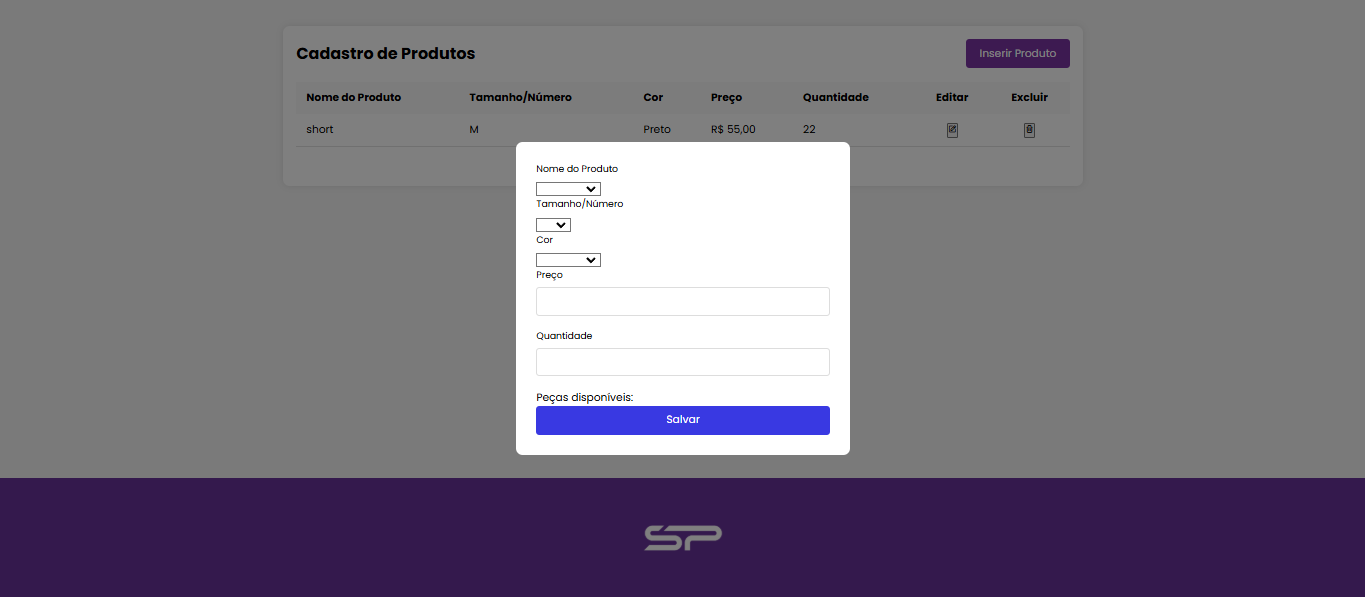 Cadastro de Produtos
Inserir Produto
Nome do Produto Tamanho/Número Cor Preço Quantidade Editar Excluir
short M Preto R$ 55,00 22
Nome do Produto
Tamanho/Número
Cor
Preço
Quantidade
Peças disponíveis:
Salvar
SP